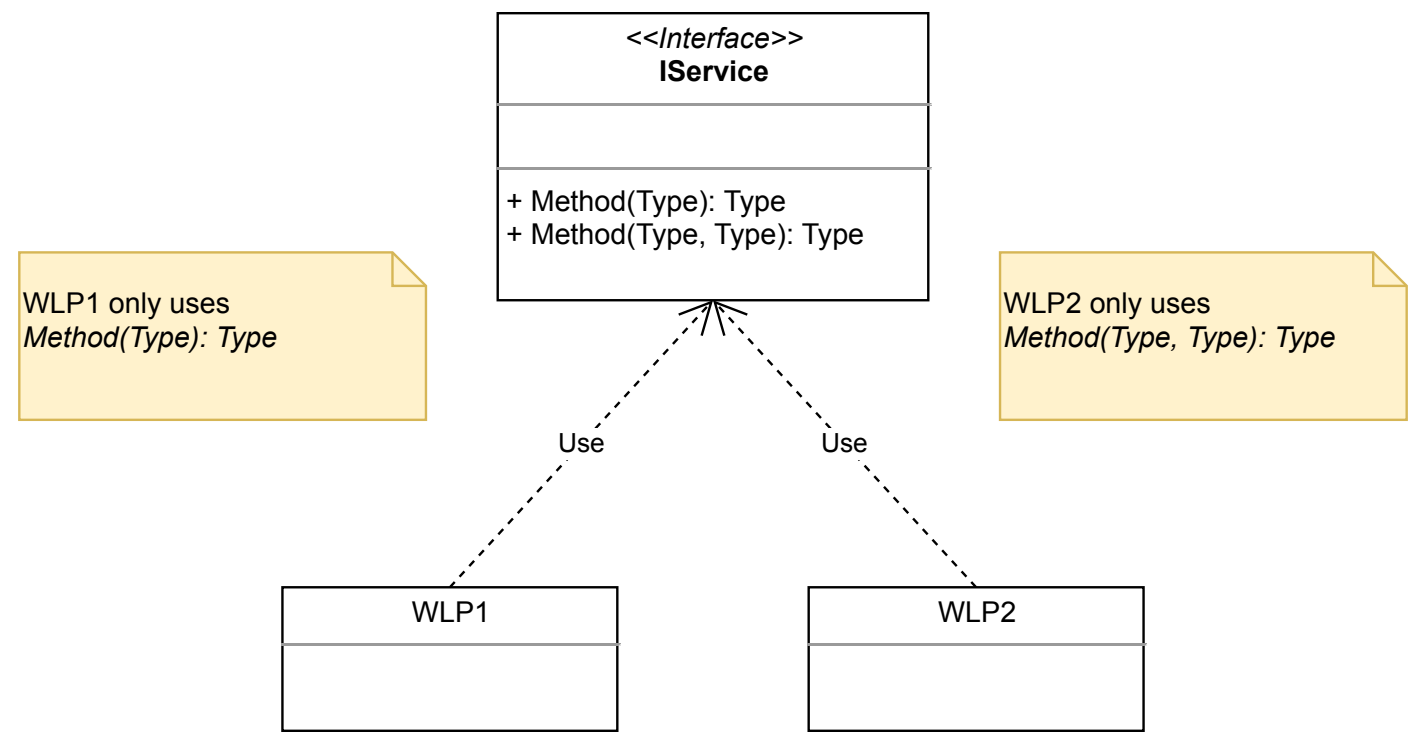 <<Interface>>
IService
+ Method(Type): Type
+ Method(Type, Type): Type
WLP1 only uses
Method(Type): Type
WLP2 only uses
Method(Type, Type): Type
Use
Use
WLP1
WLP2